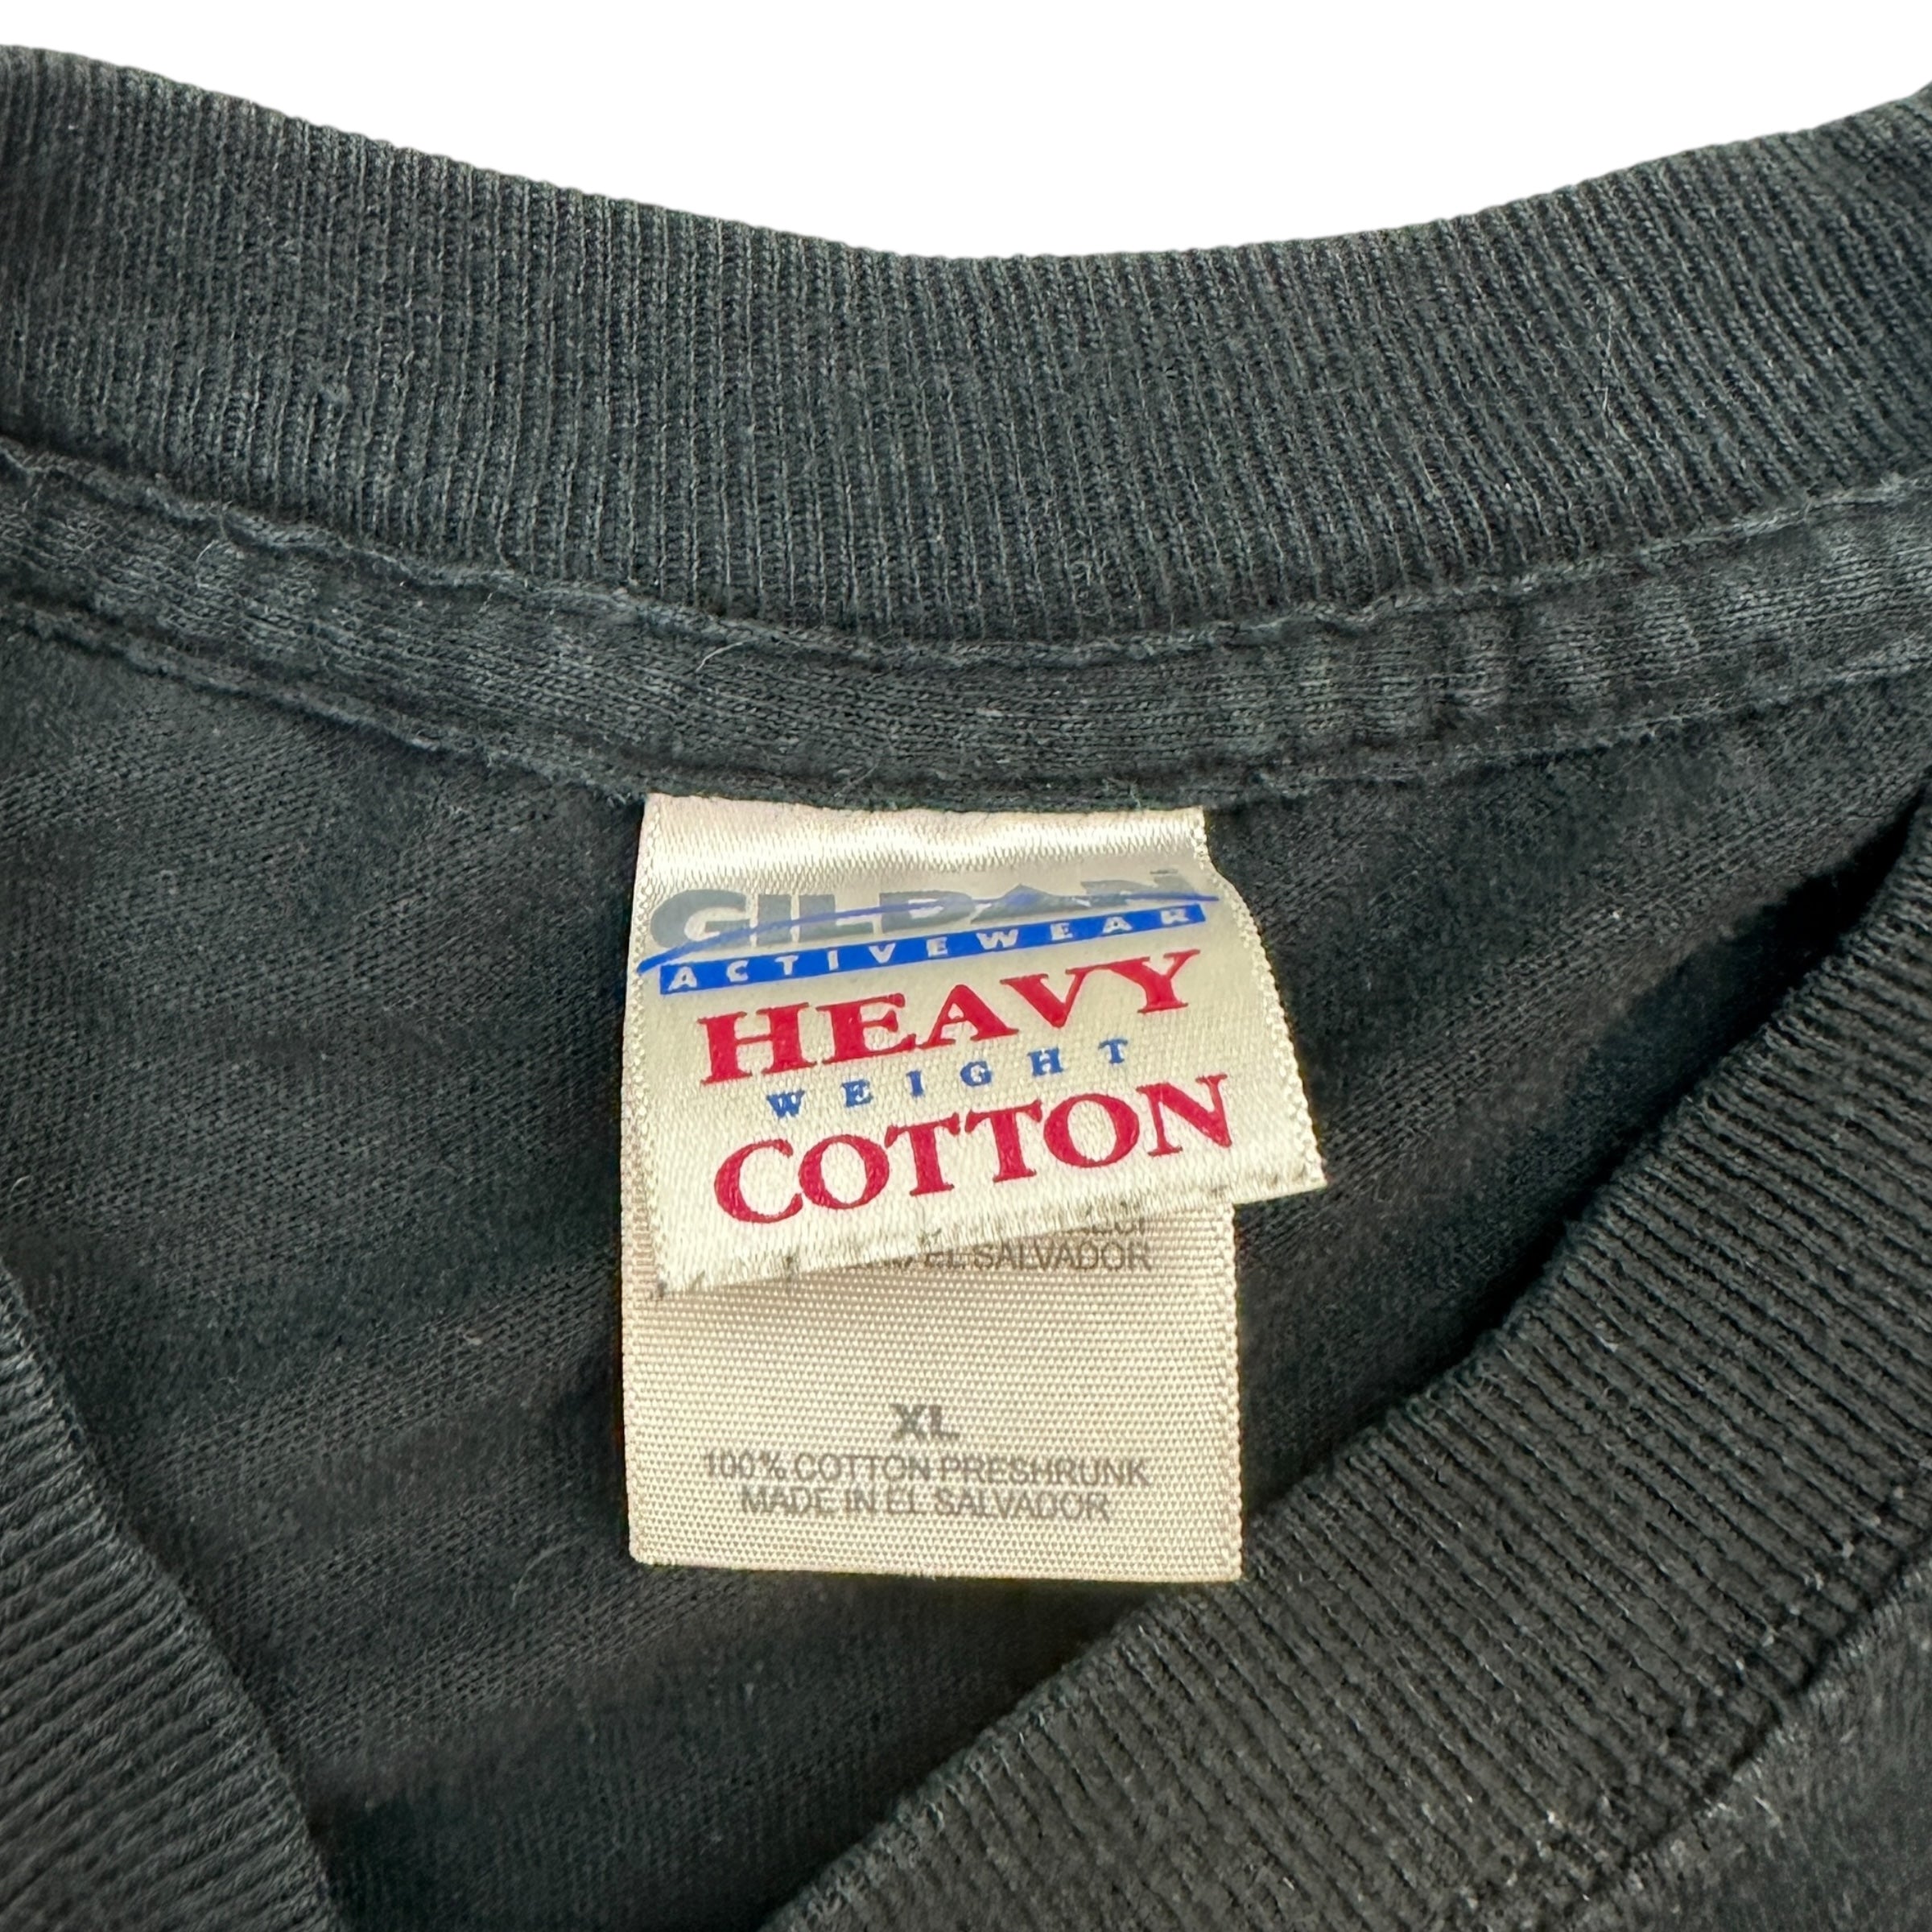 GILDAN
ACTIVEWEAR
HEAVY
WEIGHT
COTTON
EL SALVADOR
XL
100% COTTON PRESHRUNK
MADE IN EL SALVADOR